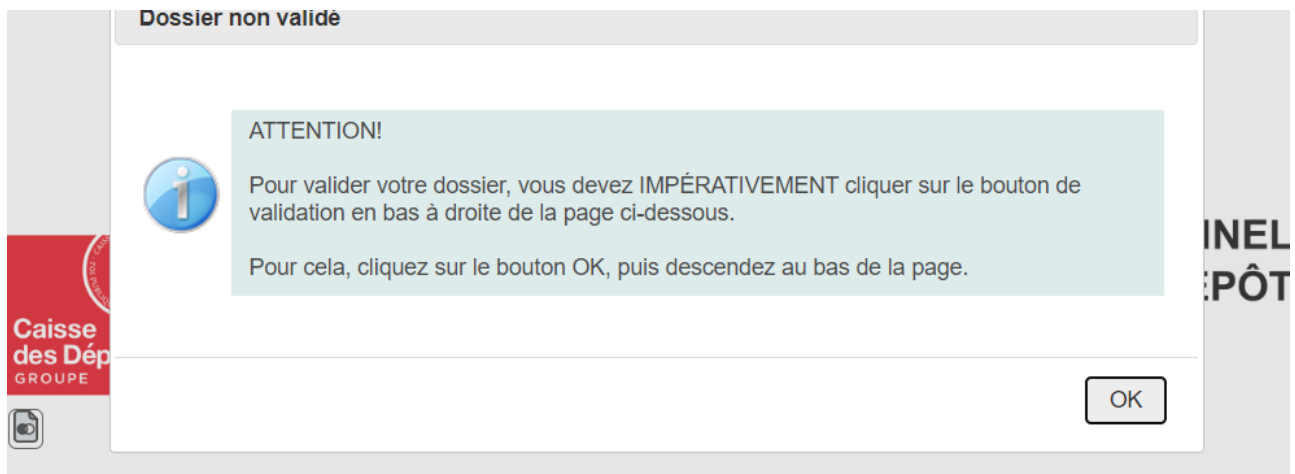 Dossier non validé
ATTENTION!
Pour valider votre dossier, vous devez IMPÉRATIVEMENT cliquer sur le bouton de
validation en bas à droite de la page ci-dessous.
Pour cela, cliquez sur le bouton OK, puis descendez au bas de la page.
OK
Caisse
des Dép
GROUPE
INEL
PÔT